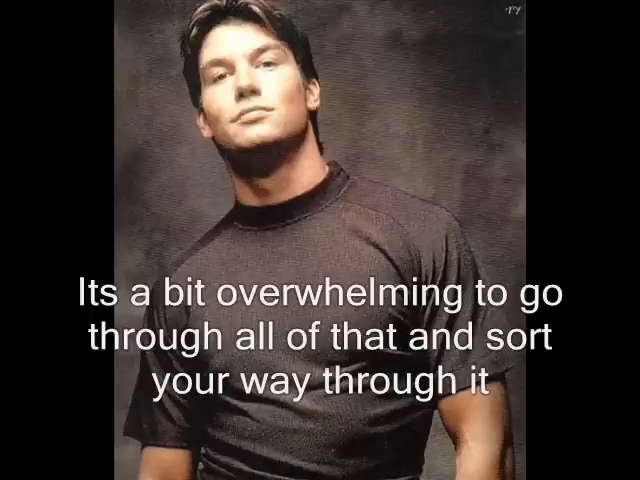 Its a bit overwhelming to go
through all of that and sort
your way through it